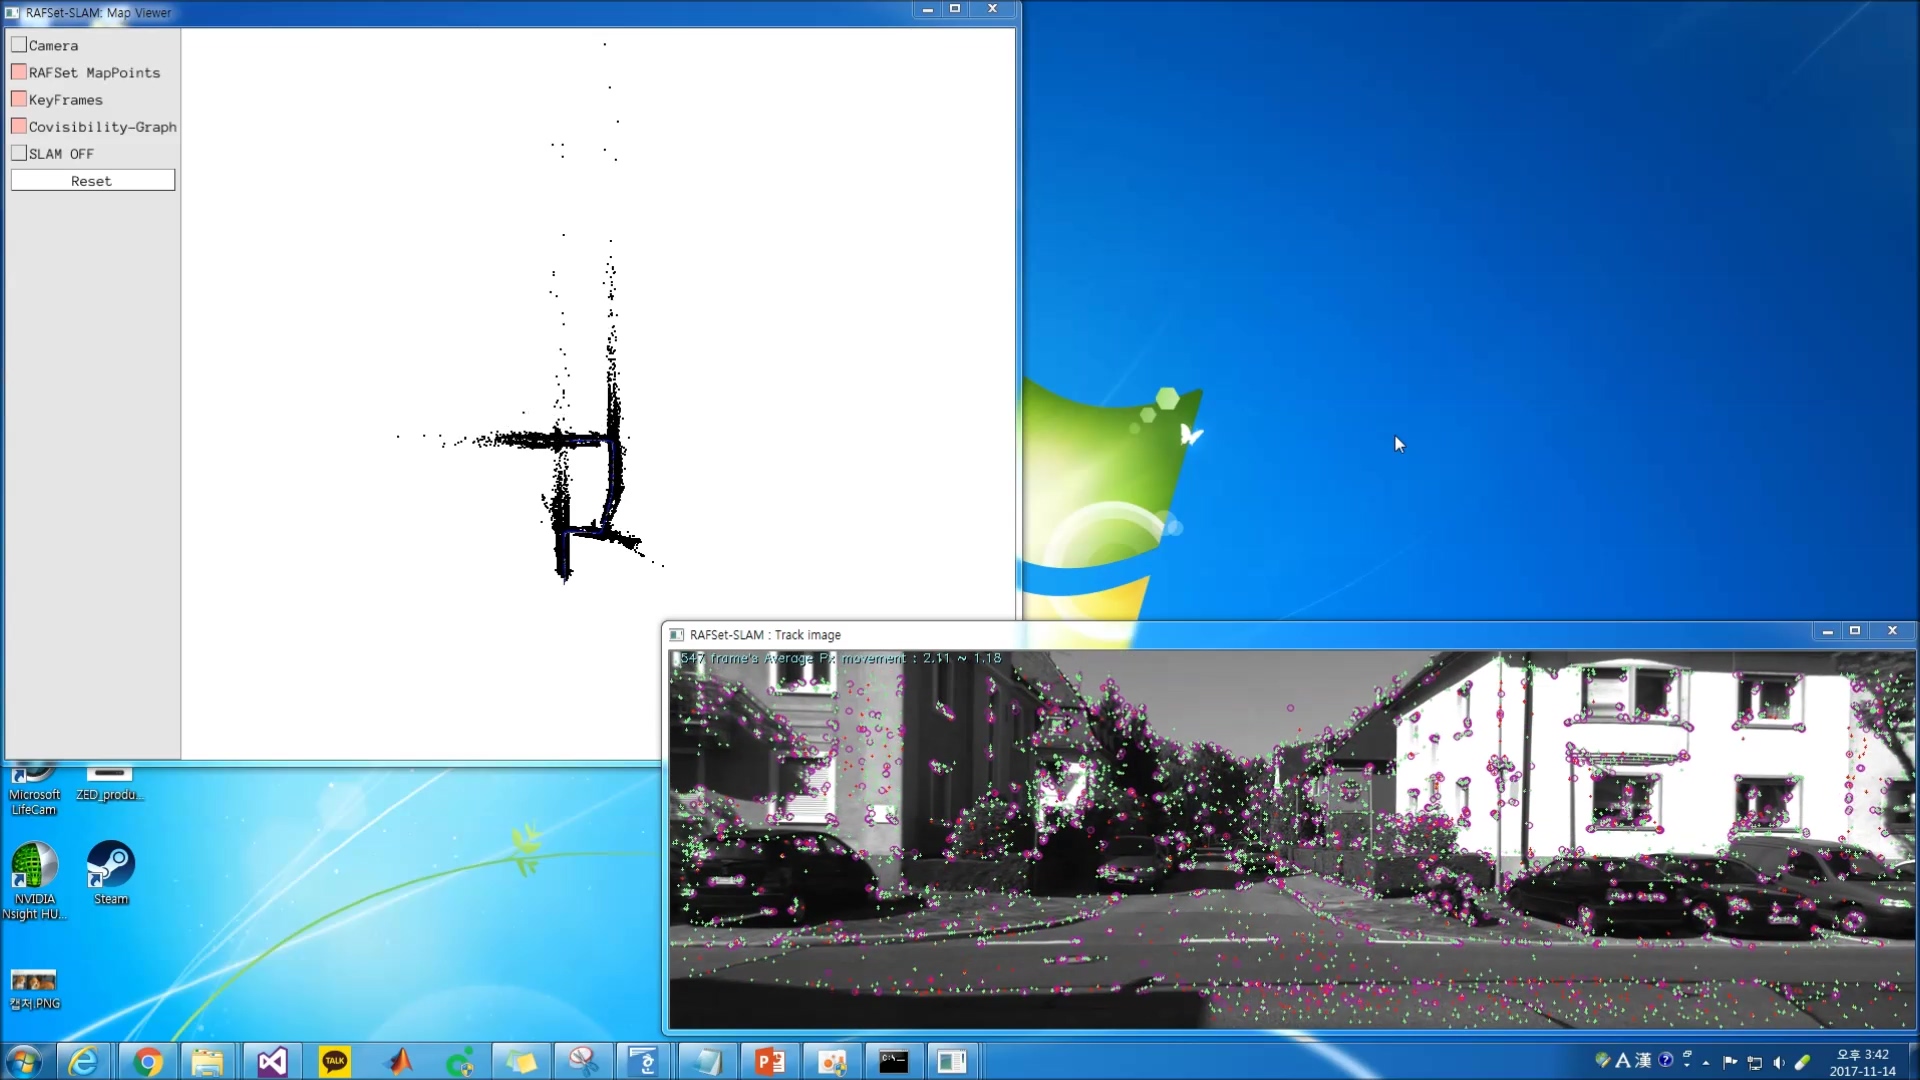 RAFSet-SLAM: Map Viewer
Camera
RAFSet MapPoints
KeyFrames
Covisibility-Graph
SLAM OFF
Reset
RAFSet-SLAM : Track image
547 frame's Average Px movement : 2.11 ~ 1.18
Microsoft
LifeCam
ZED_produ...
NVIDIA
Nsight HU...
Steam
캡처.PNG
TALK
C:\_
A 漢
오후 3:42
2017-11-14